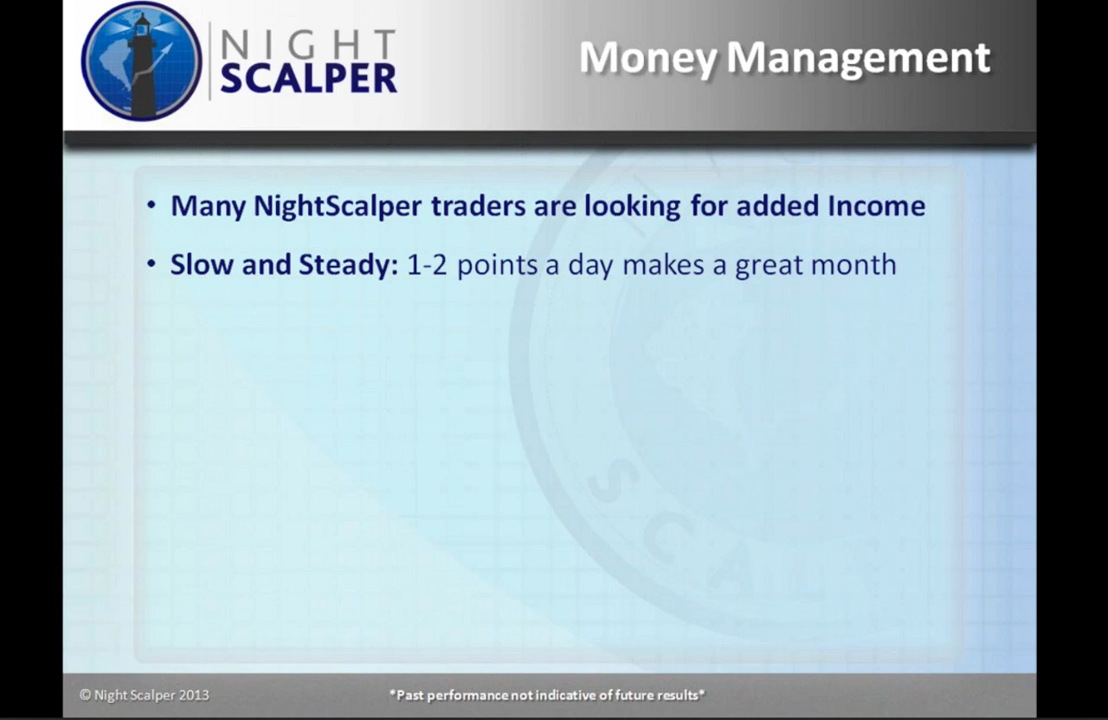 NIGHT
SCALPER
Money Management
• Many NightScalper traders are looking for added Income
• Slow and Steady: 1-2 points a day makes a great month
SCAL
© Night Scalper 2013
*Past performance not indicative of future results*